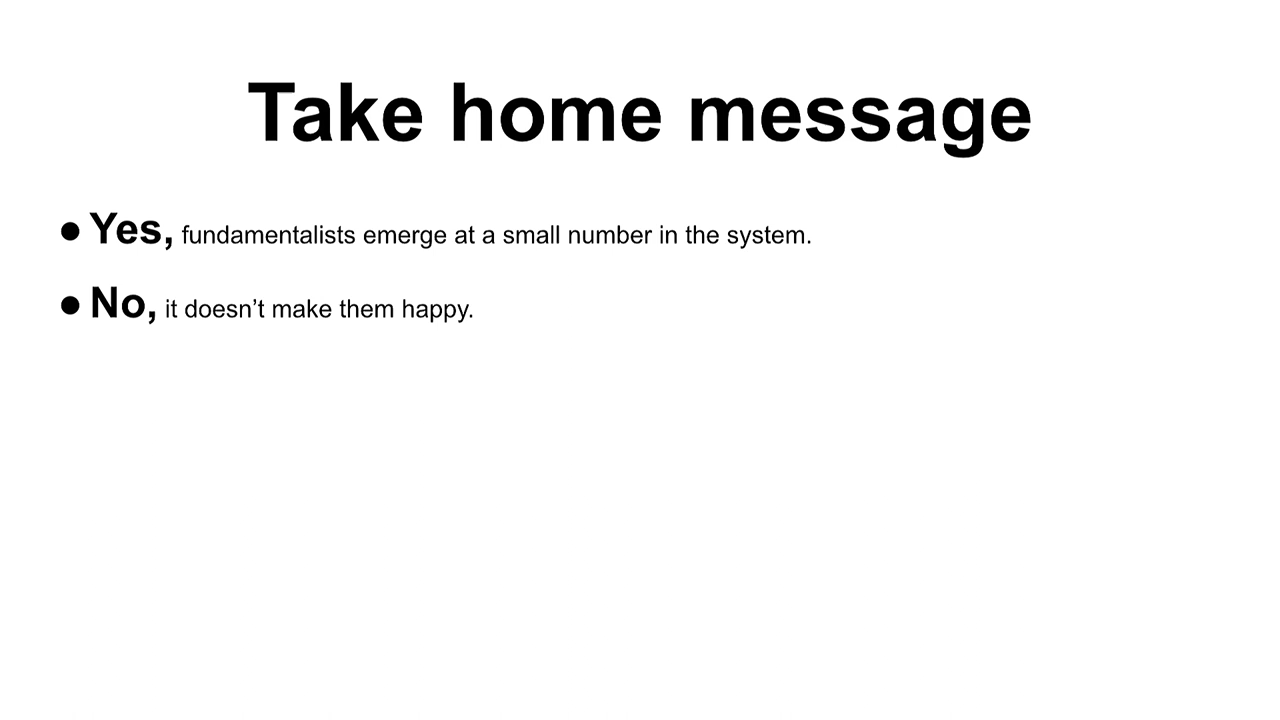 Take home message
● Yes, fundamentalists emerge at a small number in the system.
● No, it doesn’t make them happy.